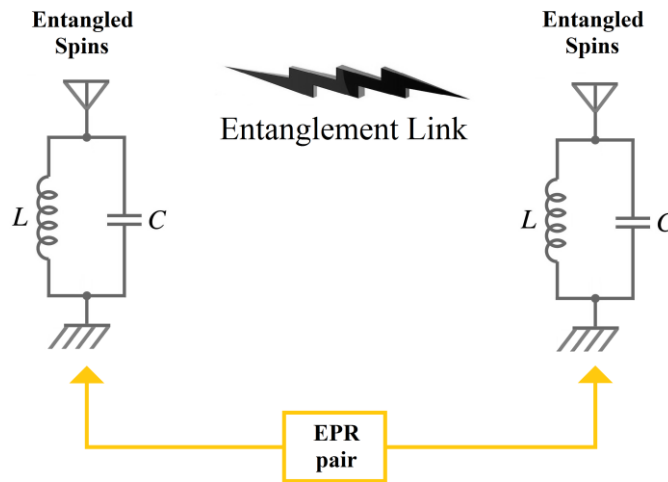 Entangled
Spins
Entangled
Spins
Entanglement Link
L
C
L
C
EPR
pair